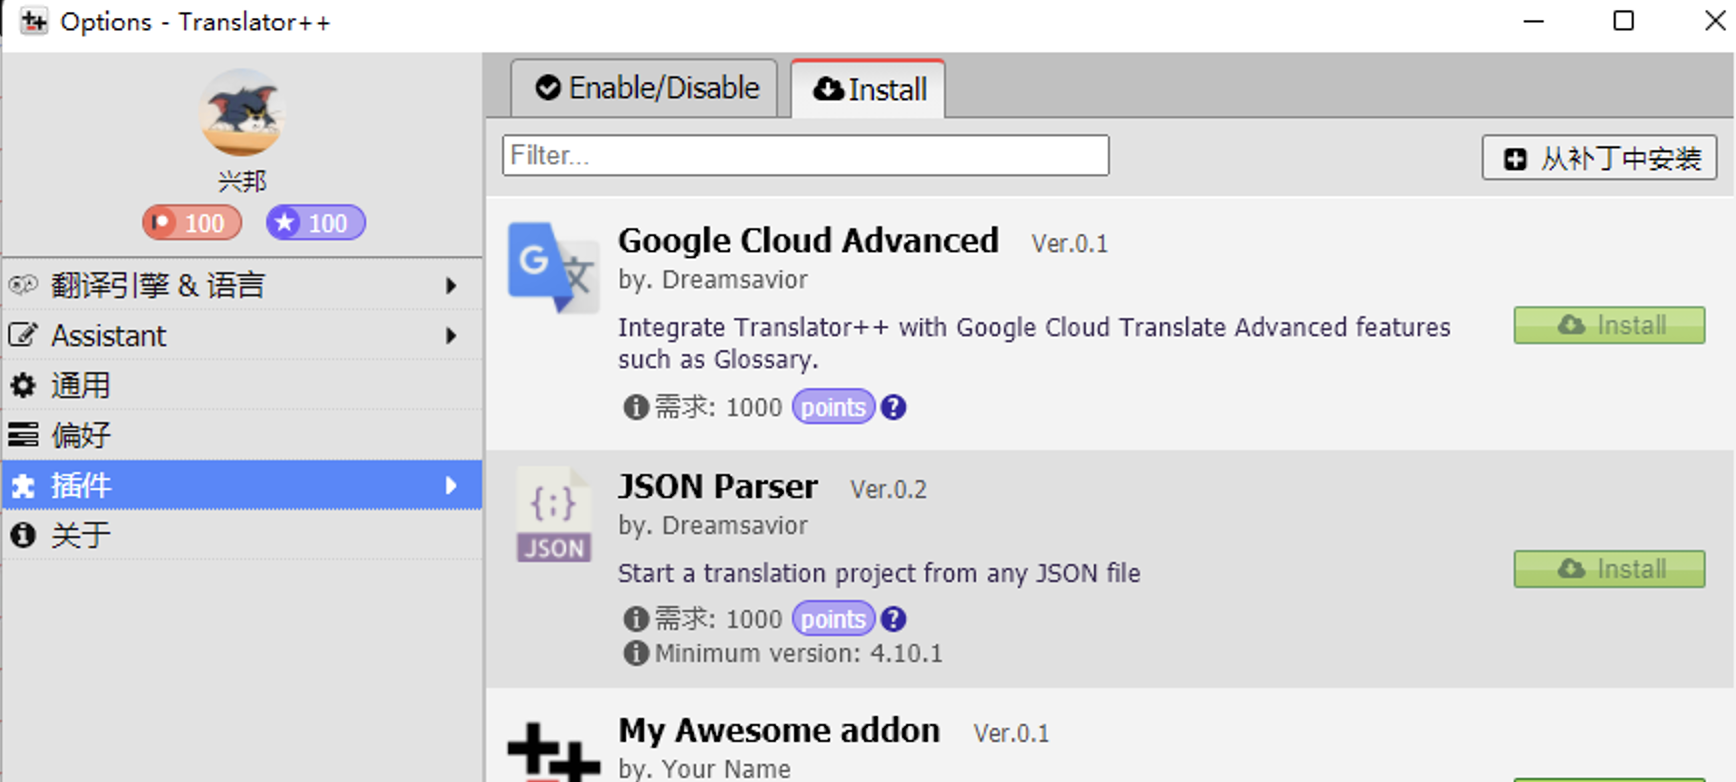 Options - Translator++
兴邦
100 100
翻译引擎 & 语言
Assistant
通用
偏好
插件
关于
Enable/Disable
Install
Filter...
从补丁中安装
Google Cloud Advanced Ver.0.1
by. Dreamsavior
Integrate Translator++ with Google Cloud Translate Advanced features
such as Glossary.
Install
需求: 1000 points
JSON
JSON Parser Ver.0.2
by. Dreamsavior
Start a translation project from any JSON file
Install
需求: 1000 points
Minimum version: 4.10.1
My Awesome addon Ver.0.1
by. Your Name